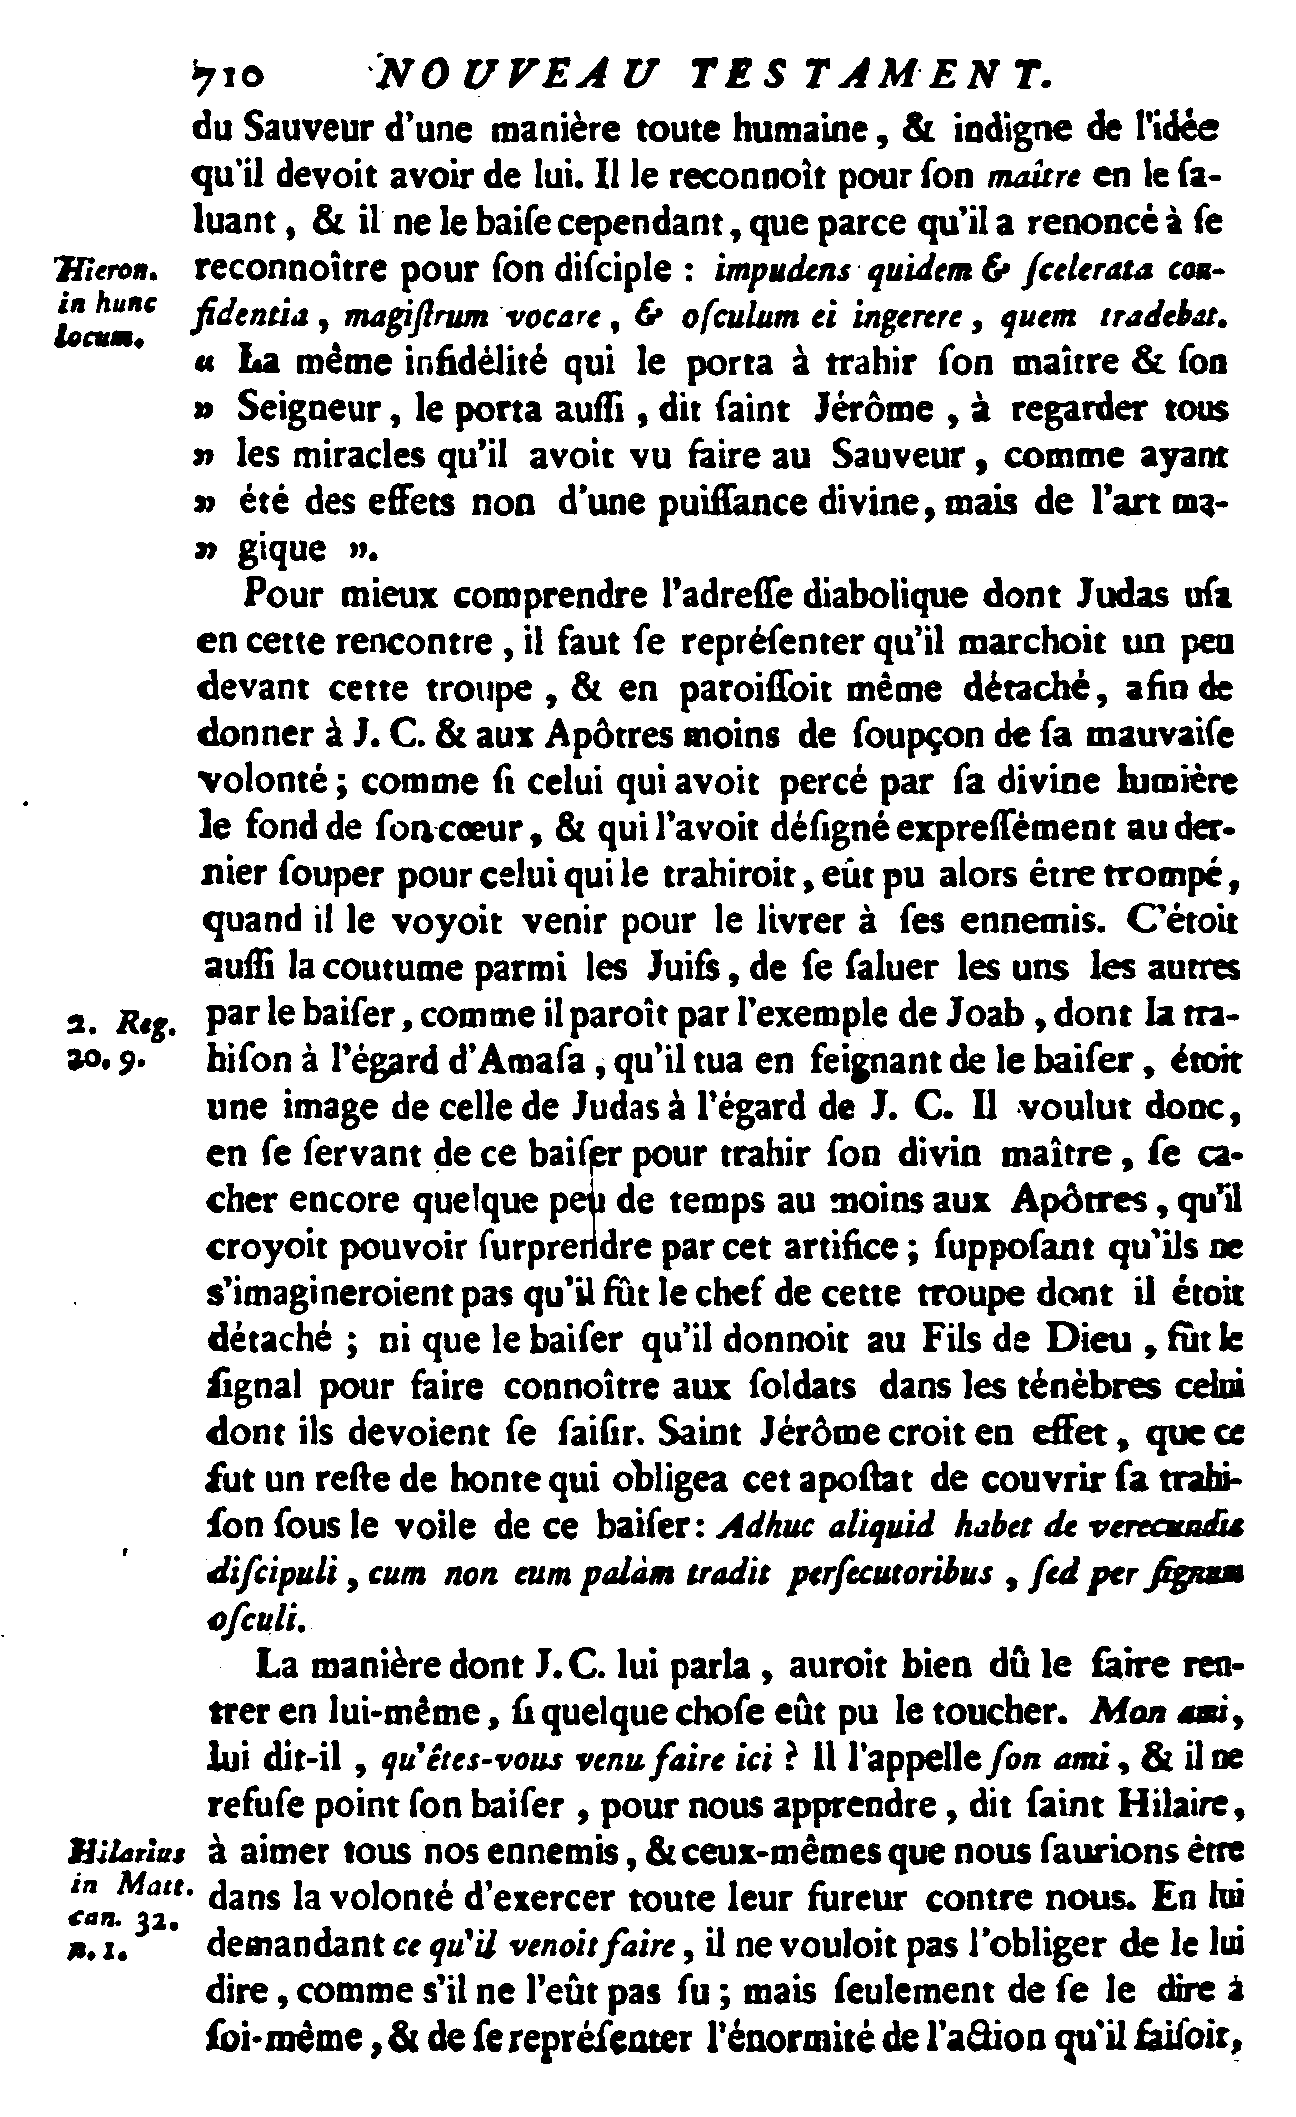 710 NOUVEAU TESTAMENT.
du Sauveur d'une manière toute humaine, & indigne de l'idée
qu'il devoit avoir de lui. Il le reconnoît pour ſon maître en le ſa-
luant, & il ne le baiſe cependant, que parce qu'il a renoncé à ſe
Hieron.
in hunc
locum.
reconnoître pour ſon diſciple : impudens quidem & ſcelerata con-
fidentia, magiſtrum vocare, & oſculum ei ingerere, quem tradebat.
« La même infidélité qui le porta à trahir ſon maître & ſon
» Seigneur, le porta auſſi, dit ſaint Jérôme, à regarder tous
» les miracles qu'il avoit vu faire au Sauveur, comme ayant
» été des effets non d'une puiſſance divine, mais de l'art ma-
» gique ».
Pour mieux comprendre l'adreſſe diabolique dont Judas uſa
en cette rencontre, il faut ſe repréſenter qu'il marchoit un peu
devant cette troupe, & en paroiſſoit même détaché, afin de
donner à J. C. & aux Apôtres moins de ſoupçon de ſa mauvaiſe
volonté; comme ſi celui qui avoit percé par ſa divine lumière
le fond de ſon cœur, & qui l'avoit déſigné expreſſément au der-
nier ſouper pour celui qui le trahiroit, eût pu alors être trompé,
quand il le voyoit venir pour le livrer à ſes ennemis. C'étoit
auſſi la coutume parmi les Juifs, de ſe ſaluer les uns les autres
2. Reg.
20. 9.
par le baiſer, comme il paroît par l'exemple de Joab, dont la tra-
hiſon à l'égard d'Amaſa, qu'il tua en feignant de le baiſer, étoit
une image de celle de Judas à l'égard de J. C. Il voulut donc,
en ſe ſervant de ce baiſer pour trahir ſon divin maître, ſe ca-
cher encore quelque peu de temps au moins aux Apôtres, qu'il
croyoit pouvoir ſurprendre par cet artifice; ſuppoſant qu'ils ne
s'imagineroient pas qu'il fût le chef de cette troupe dont il étoit
détaché; ni que le baiſer qu'il donnoit au Fils de Dieu, fût le
ſignal pour faire connoître aux ſoldats dans les ténèbres celui
dont ils devoient ſe ſaiſir. Saint Jérôme croit en effet, que ce
fut un reſte de honte qui obligea cet apoſtat de couvrir ſa trahi-
ſon ſous le voile de ce baiſer: Adhuc aliquid habet de verecundia
diſcipuli, cum non eum palàm tradit perſecutoribus, ſed per ſignum
oſculi.
La manière dont J. C. lui parla, auroit bien dû le faire ren-
trer en lui-même, ſi quelque choſe eût pu le toucher. Mon ami,
lui dit-il, qu'êtes-vous venu faire ici? Il l'appelle ſon ami, & il ne
refuſe point ſon baiſer, pour nous apprendre, dit ſaint Hilaire,
Hilarius
in Matt.
can. 32.
n. 1.
à aimer tous nos ennemis, & ceux-mêmes que nous ſaurions être
dans la volonté d'exercer toute leur fureur contre nous. En lui
demandant ce qu'il venoit faire, il ne vouloit pas l'obliger de le lui
dire, comme s'il ne l'eût pas ſu; mais ſeulement de ſe le dire à
ſoi-même, & de ſe repréſenter l'énormité de l'action qu'il faiſoit,